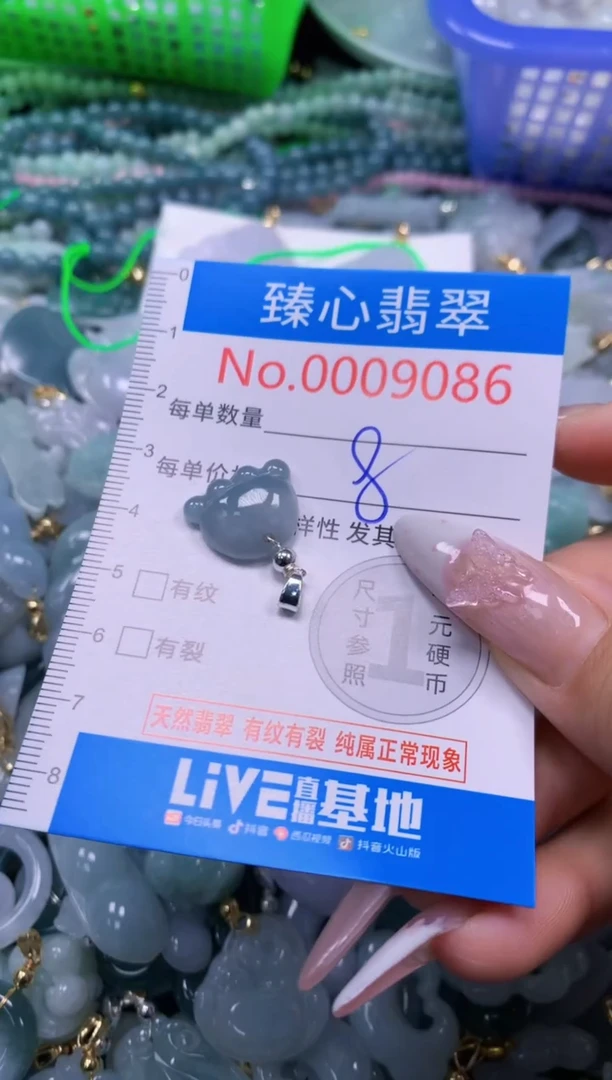 臻心翡翠
No.0009086
每单数量
8
每单价
洋性 发其
尺寸参照
1
元硬币
有纹
有裂
天然翡翠 有纹有裂 纯属正常现象
LiVE直播基地
今日头条 抖音 西瓜视频 抖音火山版
0
1
2
3
4
5
6
7
8